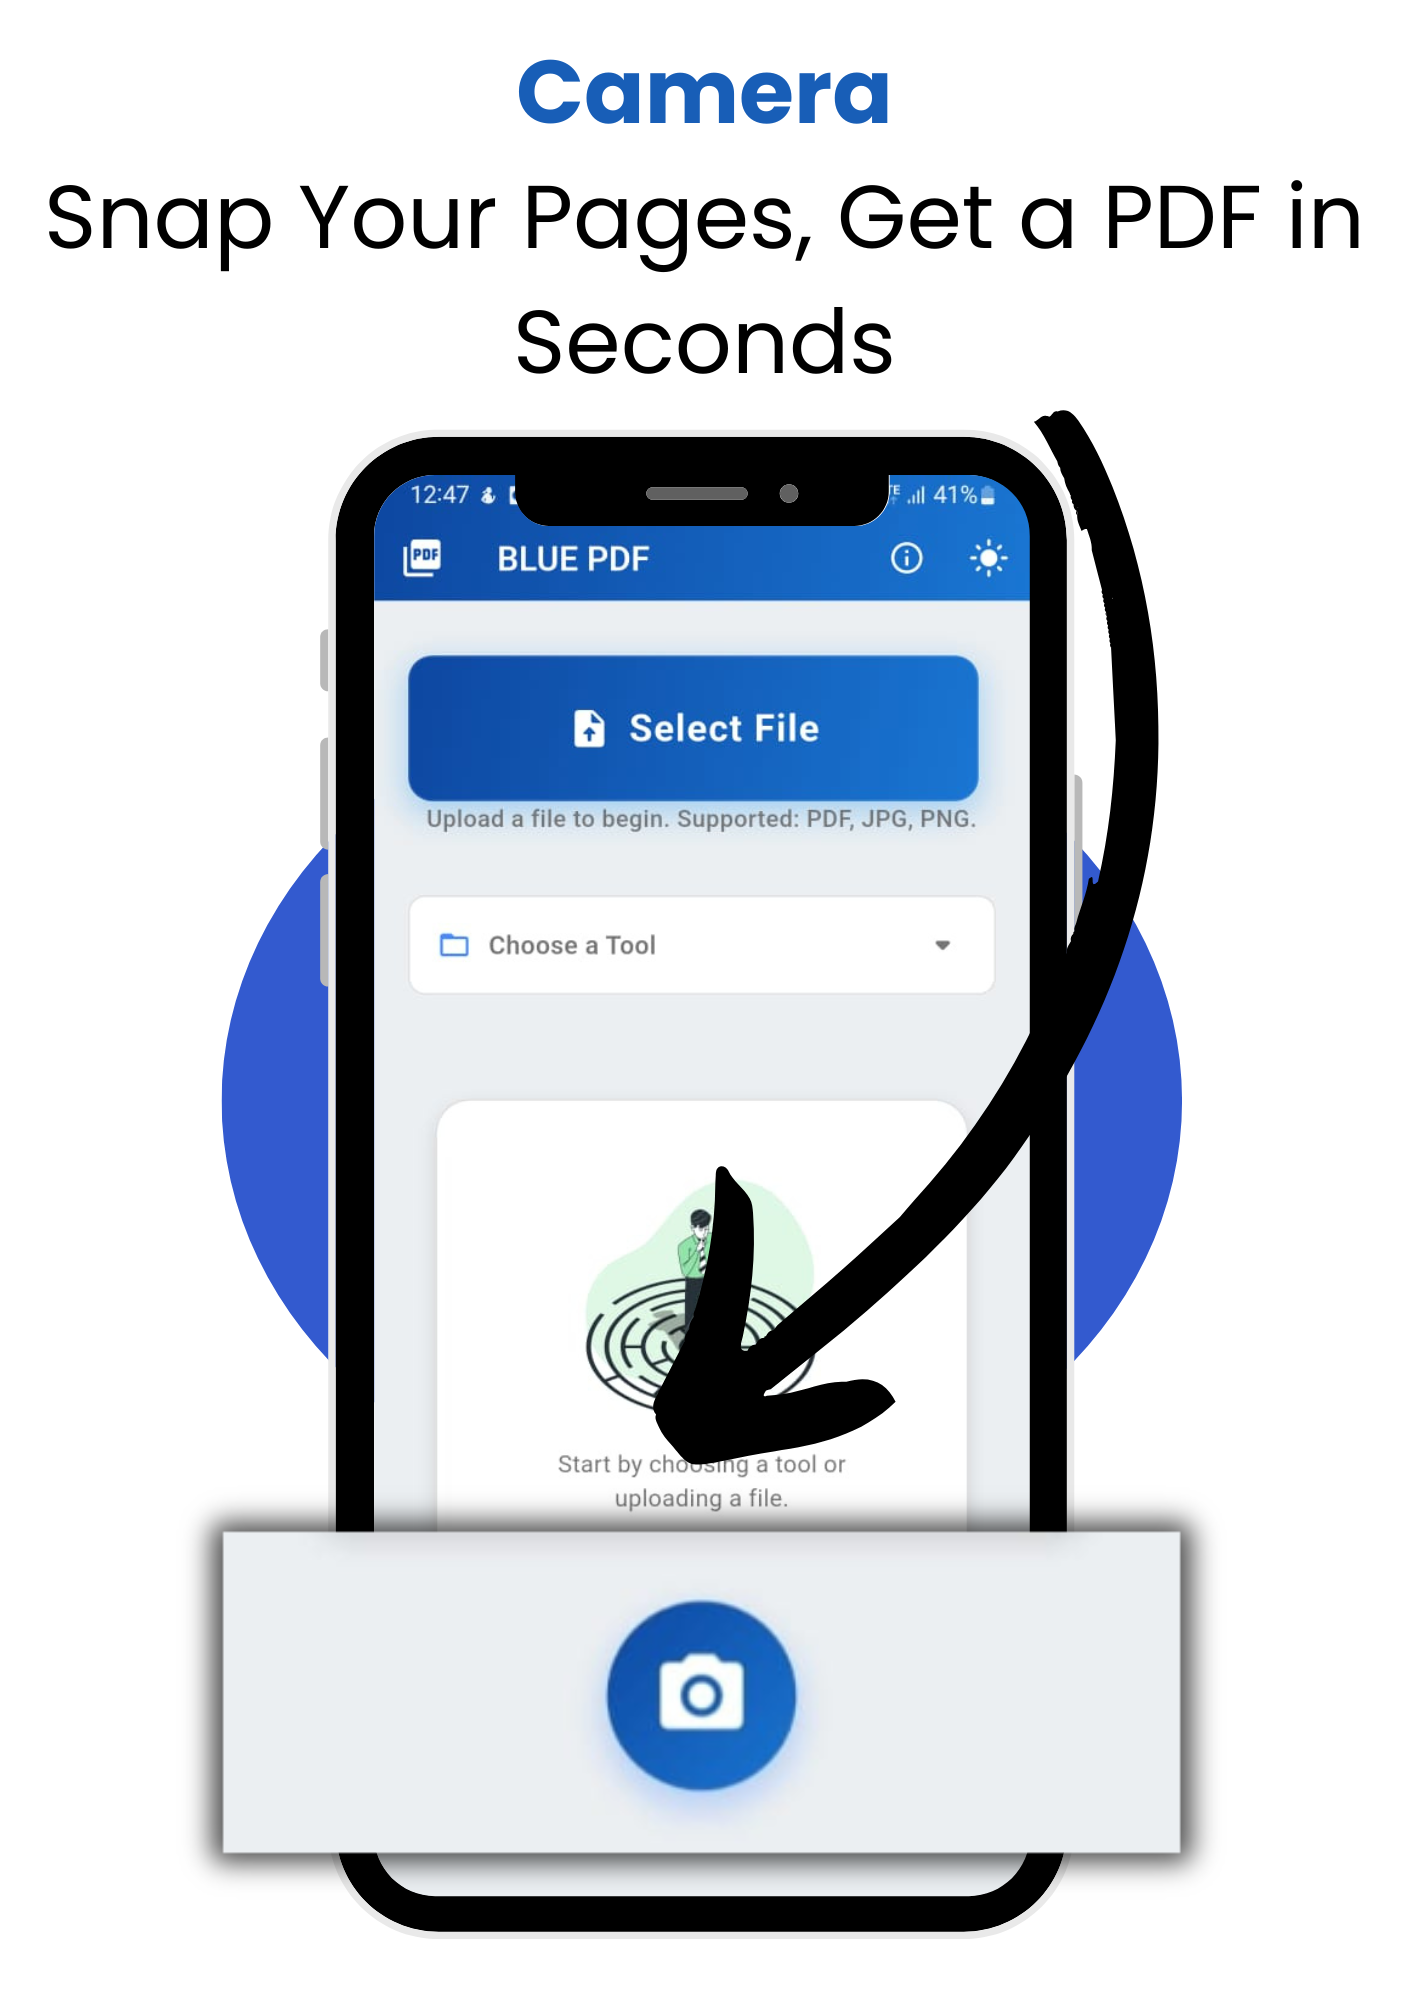 Camera
Snap Your Pages, Get a PDF in
Seconds
12:47
41%
PDF
BLUE PDF
Select File
Upload a file to begin. Supported: PDF, JPG, PNG.
Choose a Tool
Start by choosing a tool or
uploading a file.